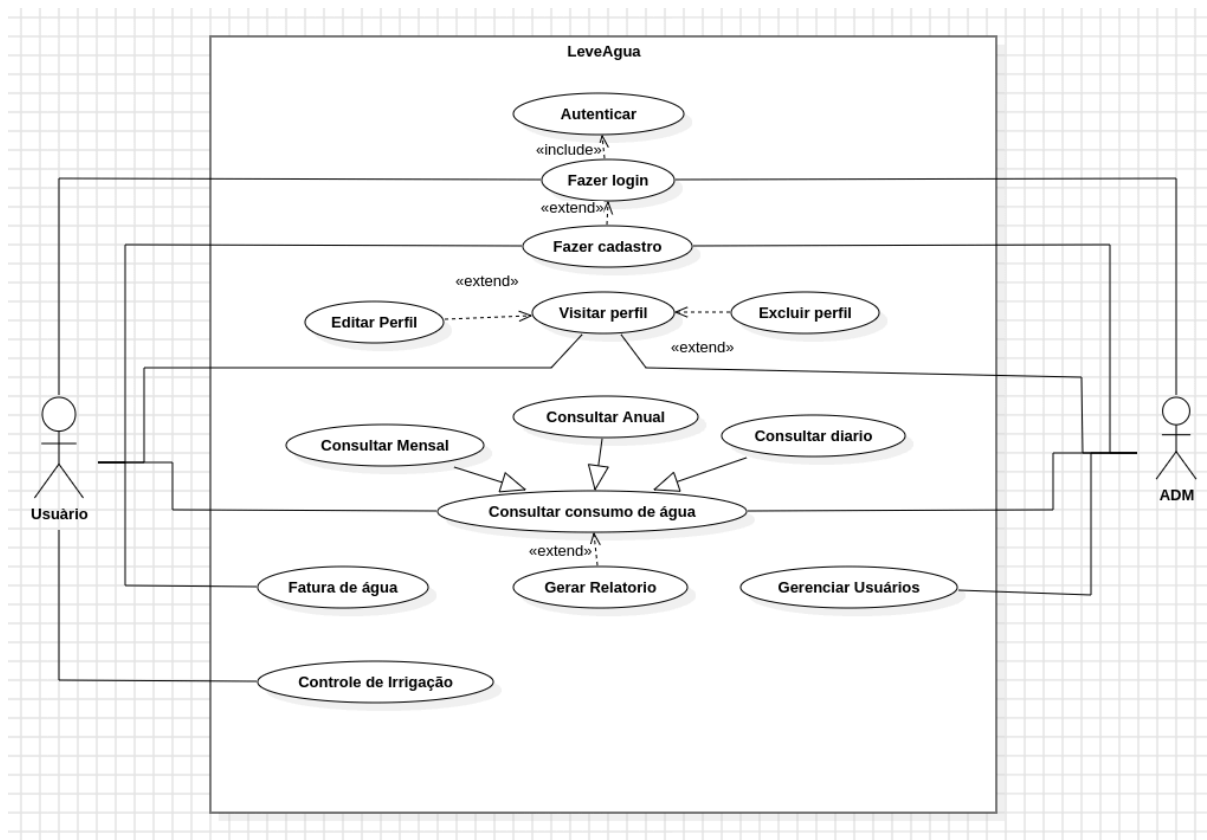 LeveAgua
Autenticar
«include»
Fazer login
«extend»
Fazer cadastro
«extend»
Editar Perfil
Visitar perfil
Excluir perfil
«extend»
Consultar Anual
Consultar Mensal
Consultar diario
Usuàrio
ADM
Consultar consumo de água
«extend»
Fatura de água
Gerar Relatorio
Gerenciar Usuários
Controle de Irrigação